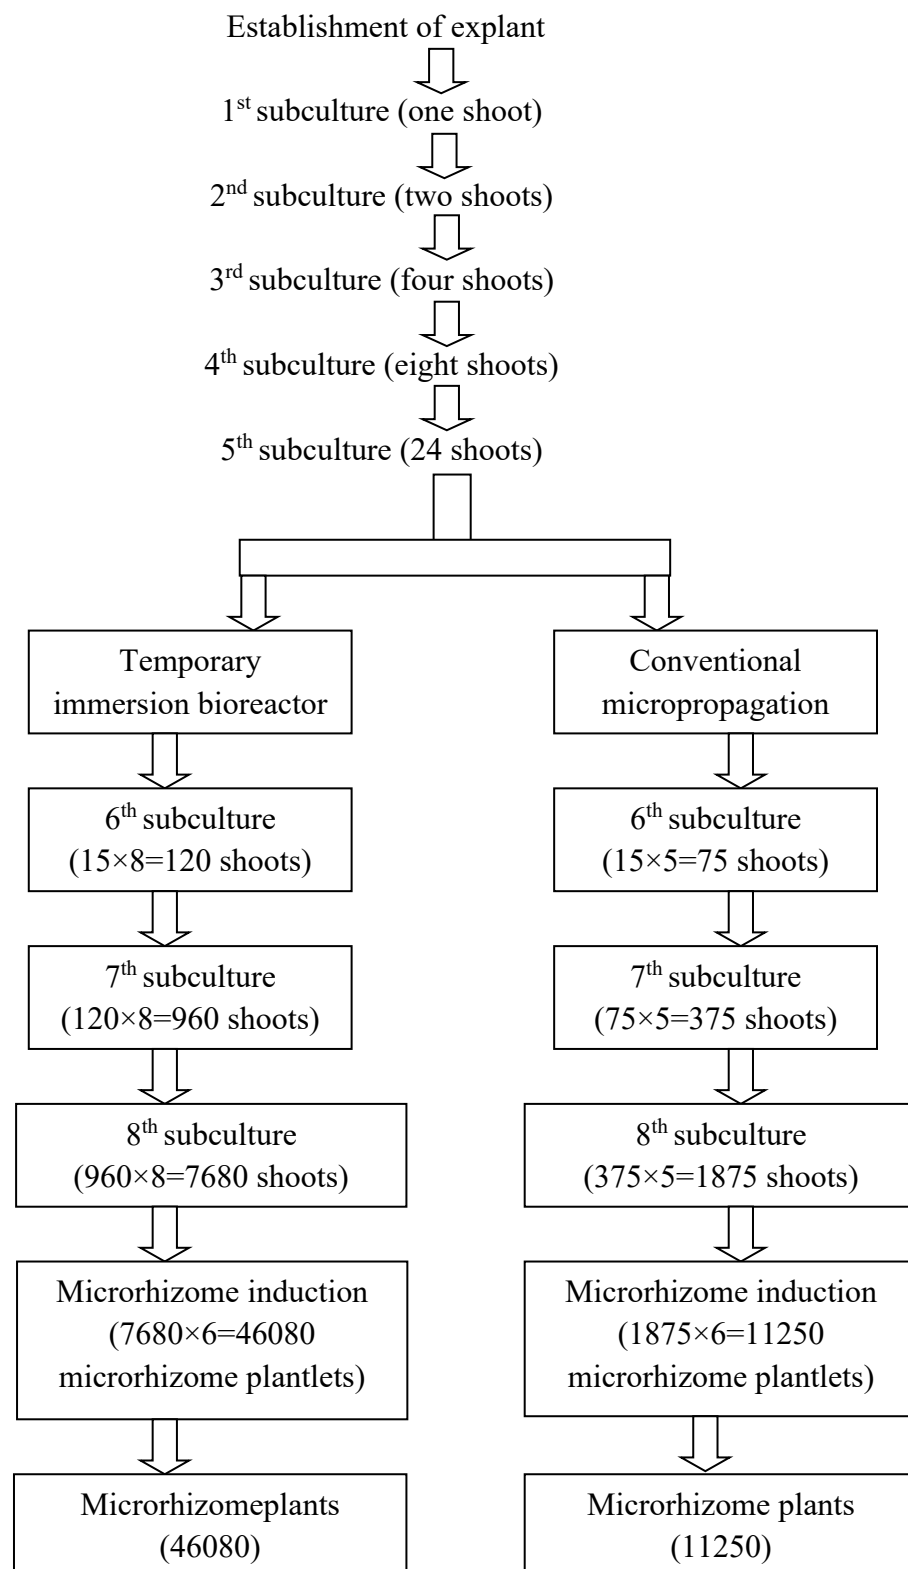 Establishment of explant
1st subculture (one shoot)
2nd subculture (two shoots)
3rd subculture (four shoots)
4th subculture (eight shoots)
5th subculture (24 shoots)
Temporary
immersion bioreactor
6th subculture
(15×8=120 shoots)
7th subculture
(120×8=960 shoots)
8th subculture
(960×8=7680 shoots)
Microrhizome induction
(7680×6=46080
microrhizome plantlets)
Microrhizomeplants
(46080)
Conventional
micropropagation
6th subculture
(15×5=75 shoots)
7th subculture
(75×5=375 shoots)
8th subculture
(375×5=1875 shoots)
Microrhizome induction
(1875×6=11250
microrhizome plantlets)
Microrhizome plants
(11250)